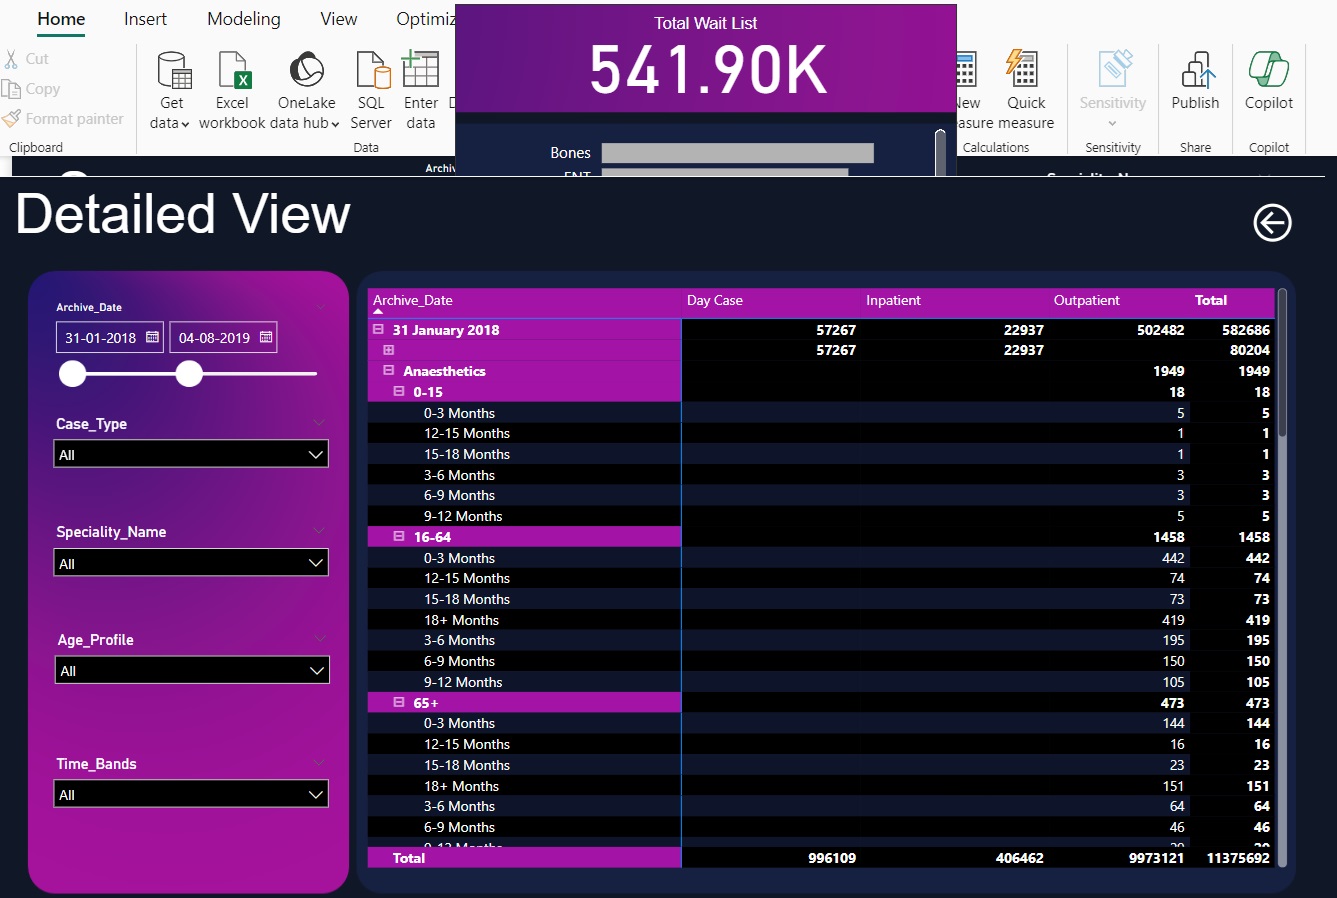 Home Insert Modeling View Optimiz
Total Wait List
541.90K
Cut
Copy
Format painter
Clipboard
Get data
Excel workbook
OneLake data hub
SQL Server
Enter data
Data
Quick measure
Calculations
Sensitivity
Sensitivity
Publish
Share
Copilot
Copilot
Bones
ENT
Archiv
Detailed View
Archive_Date
31-01-2018 04-08-2019
Case_Type
All
Speciality_Name
All
Age_Profile
All
Time_Bands
All
Archive_Date Day Case Inpatient Outpatient Total
31 January 2018 57267 22937 502482 582686
57267 22937 80204
Anaesthetics 1949 1949
0-15 18 18
0-3 Months 5 5
12-15 Months 1 1
15-18 Months 1 1
3-6 Months 3 3
6-9 Months 3 3
9-12 Months 5 5
16-64 1458 1458
0-3 Months 442 442
12-15 Months 74 74
15-18 Months 73 73
18+ Months 419 419
3-6 Months 195 195
6-9 Months 150 150
9-12 Months 105 105
65+ 473 473
0-3 Months 144 144
12-15 Months 16 16
15-18 Months 23 23
18+ Months 151 151
3-6 Months 64 64
6-9 Months 46 46
Total 996109 406462 9973121 11375692